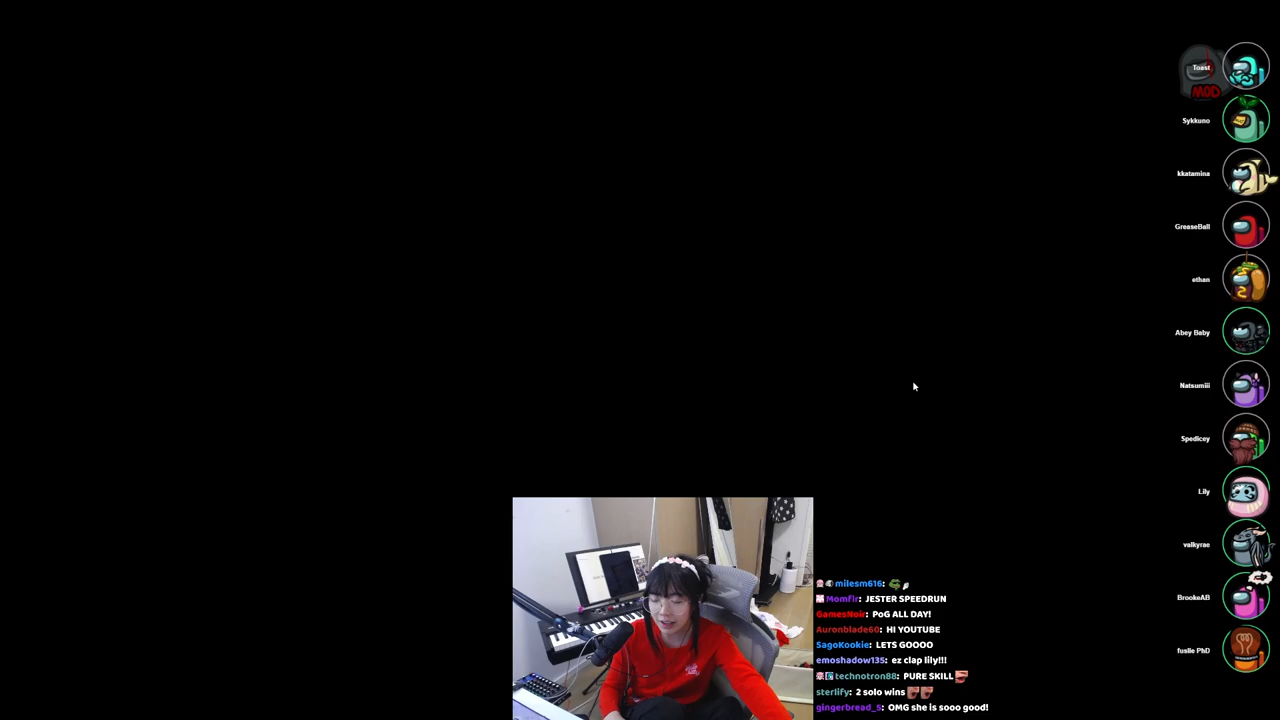 Toast
MOD
Sykkuno
kkatamina
GreaseBall
ethan
Abey Baby
Natsumiii
Spedicey
Lily
valkyrae
BrookeAB
fuslie PhD
milesm616:
Momflr: JESTER SPEEDRUN
GamesNoir: PoG ALL DAY!
Auronblade60: HI YOUTUBE
SagoKookie: LETS GOOOO
emoshadow135: ez clap lily!!!
technotron88: PURE SKILL
sterlify: 2 solo wins
gingerbread_5: OMG she is sooo good!